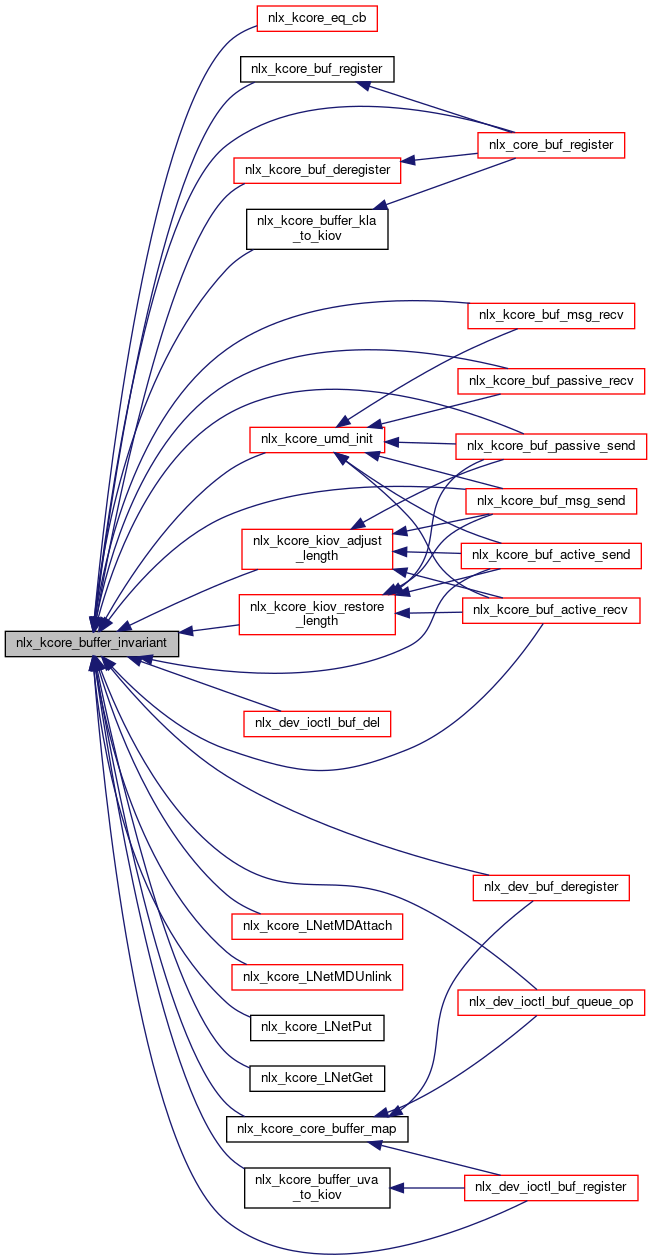 nlx_kcore_eq_cb
nlx_kcore_buf_register
nlx_core_buf_register
nlx_kcore_buf_deregister
nlx_kcore_buffer_kla
_to_kiov
nlx_kcore_buf_msg_recv
nlx_kcore_buf_passive_recv
nlx_kcore_umd_init
nlx_kcore_buf_passive_send
nlx_kcore_buf_msg_send
nlx_kcore_kiov_adjust
_length
nlx_kcore_buf_active_send
nlx_kcore_kiov_restore
_length
nlx_kcore_buf_active_recv
nlx_kcore_buffer_invariant
nlx_dev_ioctl_buf_del
nlx_dev_buf_deregister
nlx_kcore_LNetMDAttach
nlx_kcore_LNetMDUnlink
nlx_dev_ioctl_buf_queue_op
nlx_kcore_LNetPut
nlx_kcore_LNetGet
nlx_kcore_core_buffer_map
nlx_kcore_buffer_uva
_to_kiov
nlx_dev_ioctl_buf_register